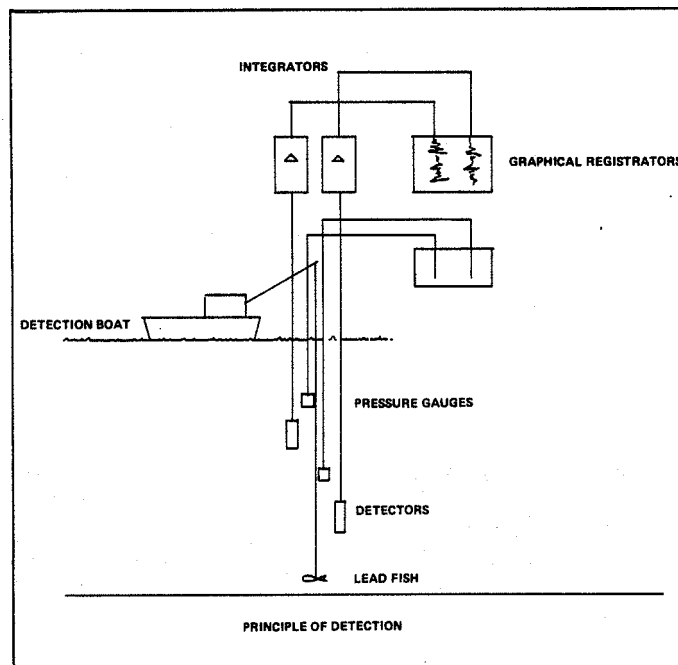 INTEGRATORS
GRAPHICAL REGISTRATORS
DETECTION BOAT
PRESSURE GAUGES
DETECTORS
LEAD FISH
PRINCIPLE OF DETECTION